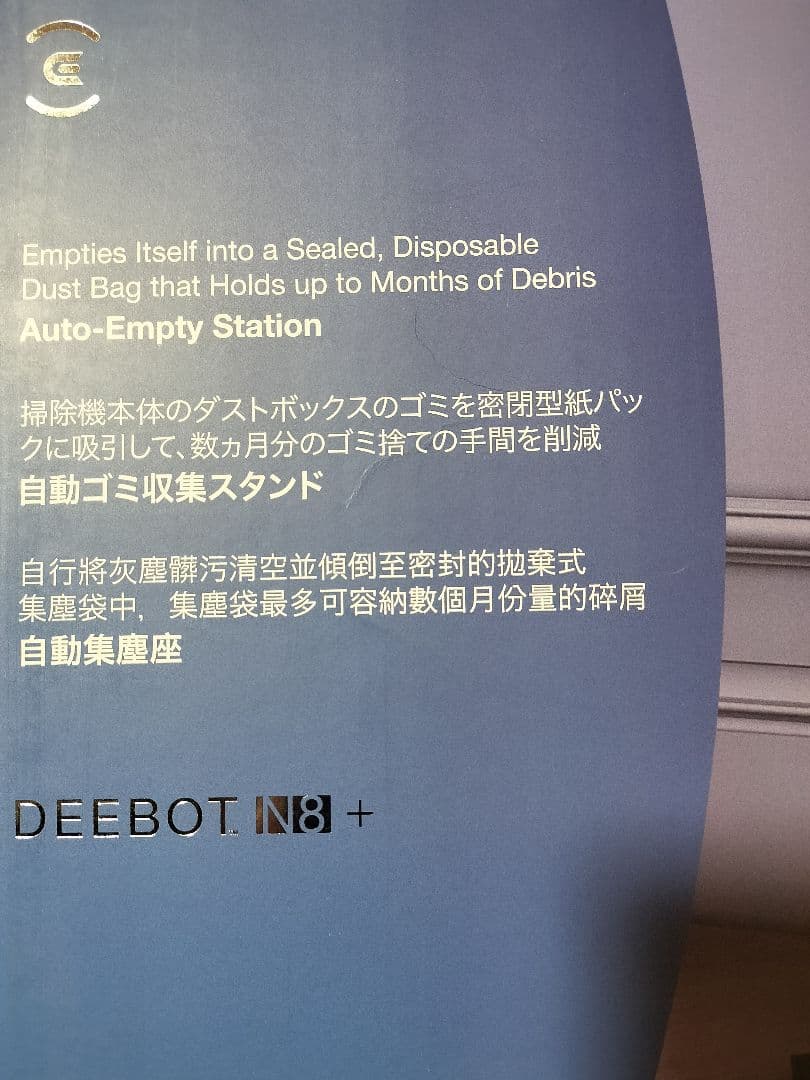 Empties Itself into a Sealed, Disposable
Dust Bag that Holds up to Months of Debris
Auto-Empty Station
掃除機本体のダストボックスのゴミを密閉型紙パッ
クに吸引して、数ヵ月分のゴミ捨ての手間を削減
自動ゴミ収集スタンド
自行將灰塵髒污清空並傾倒至密封的拋棄式
集塵袋中，集塵袋最多可容納數個月份量的碎屑
自動集塵座
DEEBOT™ N8+